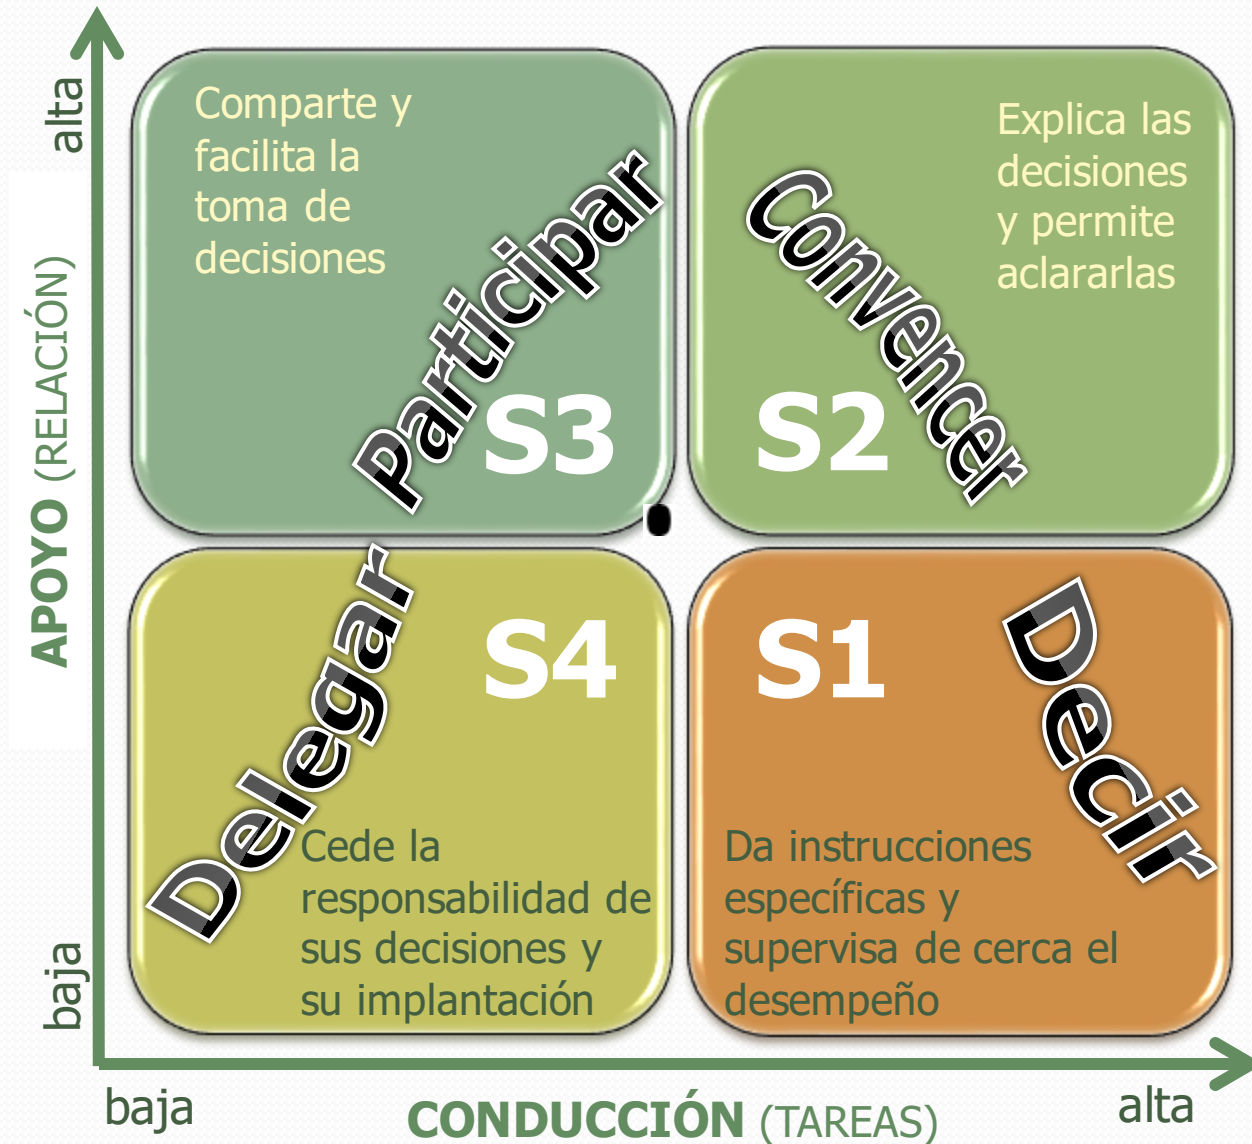 alta
APOYO (RELACIÓN)
baja
Comparte y
facilita la
toma de
decisiones
Participar
S3
Explica las
decisiones
y permite
aclararlas
Convencer
S2
Delegar
S4
Cede la
responsabilidad de
sus decisiones y
su implantación
S1
Decir
Da instrucciones
específicas y
supervisa de cerca el
desempeño
baja
CONDUCCIÓN (TAREAS)
alta